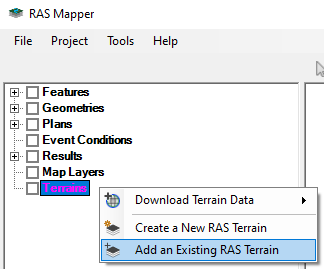 RAS Mapper
File Project Tools Help
Features
Geometries
Plans
Event Conditions
Results
Map Layers
Terrains
Download Terrain Data
Create a New RAS Terrain
Add an Existing RAS Terrain